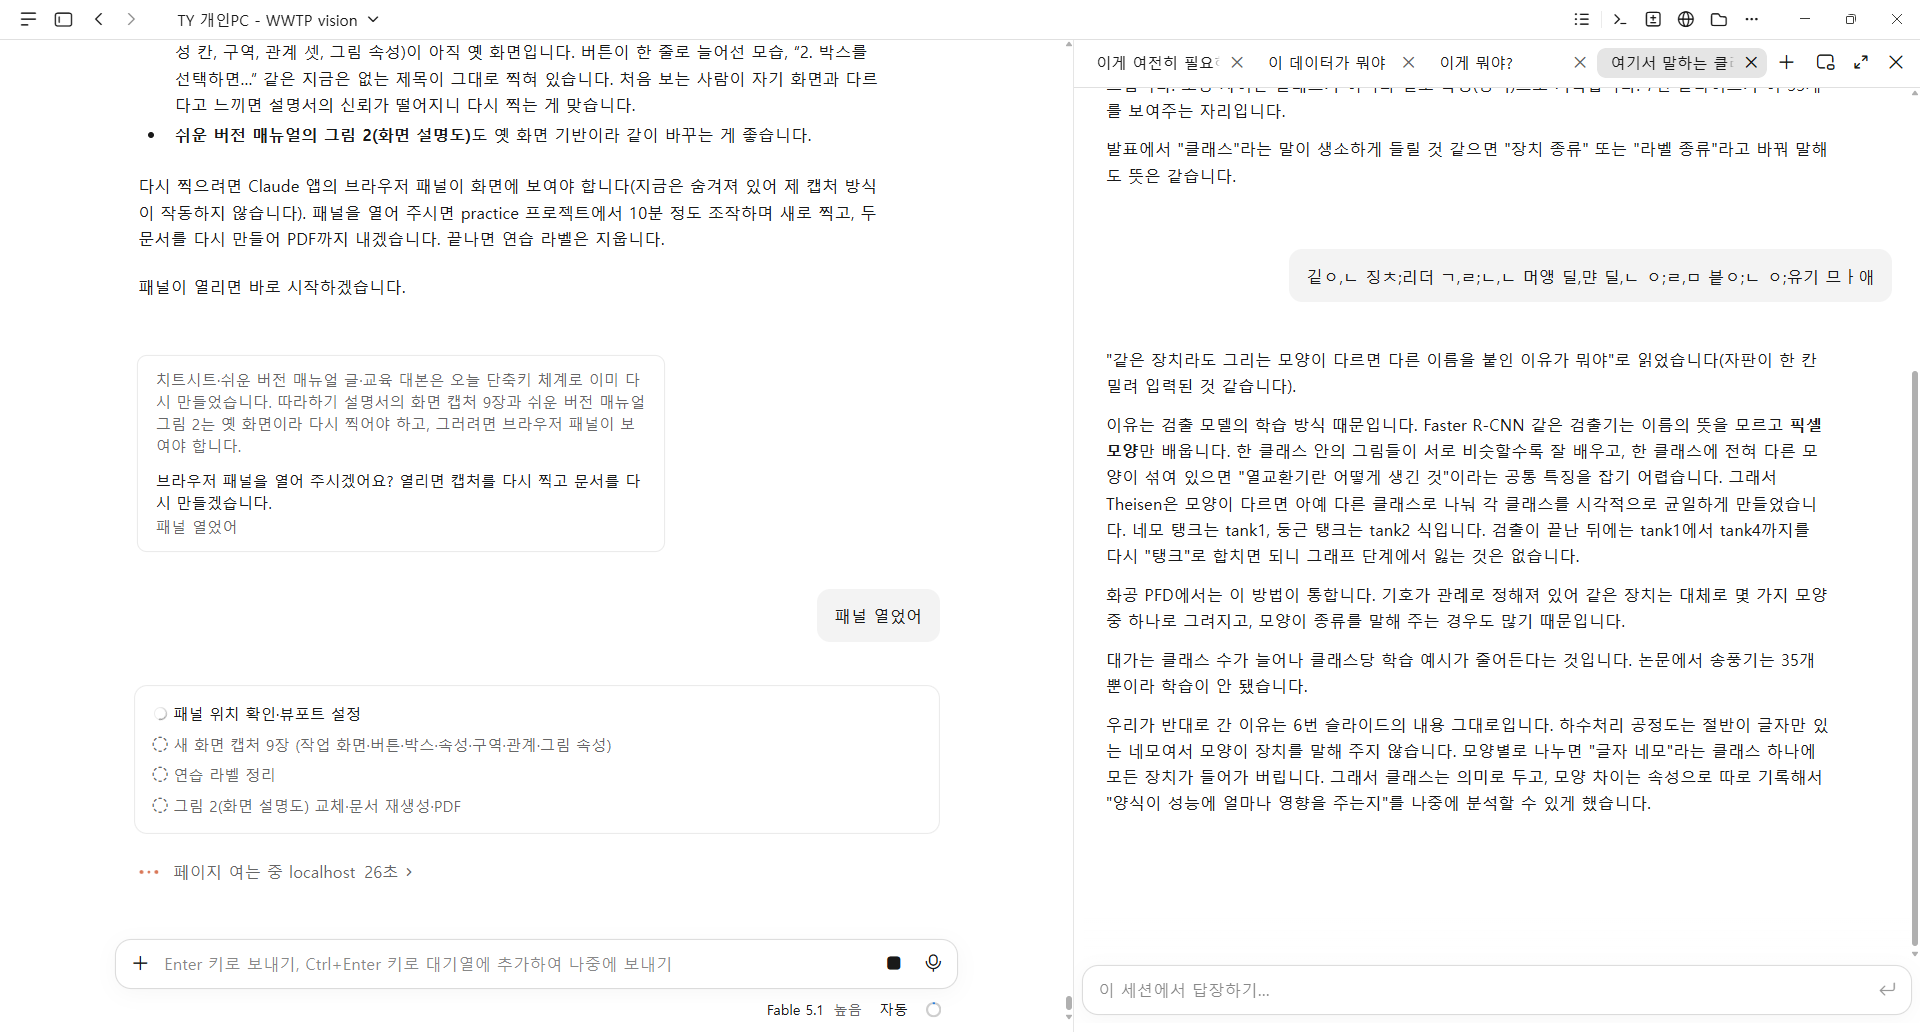 TY 개인PC - WWTP vision
성 칸, 구역, 관계 셋, 그림 속성)이 아직 옛 화면입니다. 버튼이 한 줄로 늘어선 모습, “2. 박스를
선택하면...” 같은 지금은 없는 제목이 그대로 찍혀 있습니다. 처음 보는 사람이 자기 화면과 다르
다고 느끼면 설명서의 신뢰가 떨어지니 다시 찍는 게 맞습니다.
• 쉬운 버전 매뉴얼의 그림 2(화면 설명도)도 옛 화면 기반이라 같이 바꾸는 게 좋습니다.
다시 찍으려면 Claude 앱의 브라우저 패널이 화면에 보여야 합니다(지금은 숨겨져 있어 제 캡처 방식
이 작동하지 않습니다). 패널을 열어 주시면 practice 프로젝트에서 10분 정도 조작하며 새로 찍고, 두
문서를 다시 만들어 PDF까지 내겠습니다. 끝나면 연습 라벨은 지웁니다.
패널이 열리면 바로 시작하겠습니다.
치트시트·쉬운 버전 매뉴얼 글·교육 대본은 오늘 단축키 체계로 이미 다
시 만들었습니다. 따라하기 설명서의 화면 캡처 9장과 쉬운 버전 매뉴얼
그림 2는 옛 화면이라 다시 찍어야 하고, 그러려면 브라우저 패널이 보
여야 합니다.
브라우저 패널을 열어 주시겠어요? 열리면 캡처를 다시 찍고 문서를 다
시 만들겠습니다.
패널 열었어
패널 열었어
패널 위치 확인·뷰포트 설정
새 화면 캡처 9장 (작업 화면·버튼·박스·속성·구역·관계·그림 속성)
연습 라벨 정리
그림 2(화면 설명도) 교체·문서 재생성·PDF
페이지 여는 중 localhost 26초
Enter 키로 보내기, Ctrl+Enter 키로 대기열에 추가하여 나중에 보내기
Fable 5.1 높음 자동
이게 여전히 필요 이 데이터가 뭐야 이게 뭐야? 여기서 말하는 클
를 보여주는 자리입니다.
발표에서 "클래스"라는 말이 생소하게 들릴 것 같으면 "장치 종류" 또는 "라벨 종류"라고 바꿔 말해
도 뜻은 같습니다.
깉ㅇ,ㄴ 징ㅊ;리더 ㄱ,ㄹ;ㄴ,ㄴ 머앵 딜,먄 딜,ㄴ ㅇ;ㄹ,ㅁ 븥ㅇ;ㄴ ㅇ;유기 므ㅏ애
"같은 장치라도 그리는 모양이 다르면 다른 이름을 붙인 이유가 뭐야"로 읽었습니다(자판이 한 칸
밀려 입력된 것 같습니다).
이유는 검출 모델의 학습 방식 때문입니다. Faster R-CNN 같은 검출기는 이름의 뜻을 모르고 픽셀
모양만 배웁니다. 한 클래스 안의 그림들이 서로 비슷할수록 잘 배우고, 한 클래스에 전혀 다른 모
양이 섞여 있으면 "열교환기란 어떻게 생긴 것"이라는 공통 특징을 잡기 어렵습니다. 그래서
Theisen은 모양이 다르면 아예 다른 클래스로 나눠 각 클래스를 시각적으로 균일하게 만들었습니
다. 네모 탱크는 tank1, 둥근 탱크는 tank2 식입니다. 검출이 끝난 뒤에는 tank1에서 tank4까지를
다시 "탱크"로 합치면 되니 그래프 단계에서 잃는 것은 없습니다.
화공 PFD에서는 이 방법이 통합니다. 기호가 관례로 정해져 있어 같은 장치는 대체로 몇 가지 모양
중 하나로 그려지고, 모양이 종류를 말해 주는 경우도 많기 때문입니다.
대가는 클래스 수가 늘어나 클래스당 학습 예시가 줄어든다는 것입니다. 논문에서 송풍기는 35개
뿐이라 학습이 안 됐습니다.
우리가 반대로 간 이유는 6번 슬라이드의 내용 그대로입니다. 하수처리 공정도는 절반이 글자만 있
는 네모여서 모양이 장치를 말해 주지 않습니다. 모양별로 나누면 "글자 네모"라는 클래스 하나에
모든 장치가 들어가 버립니다. 그래서 클래스는 의미로 두고, 모양 차이는 속성으로 따로 기록해서
"양식이 성능에 얼마나 영향을 주는지"를 나중에 분석할 수 있게 했습니다.
이 세션에서 답장하기...